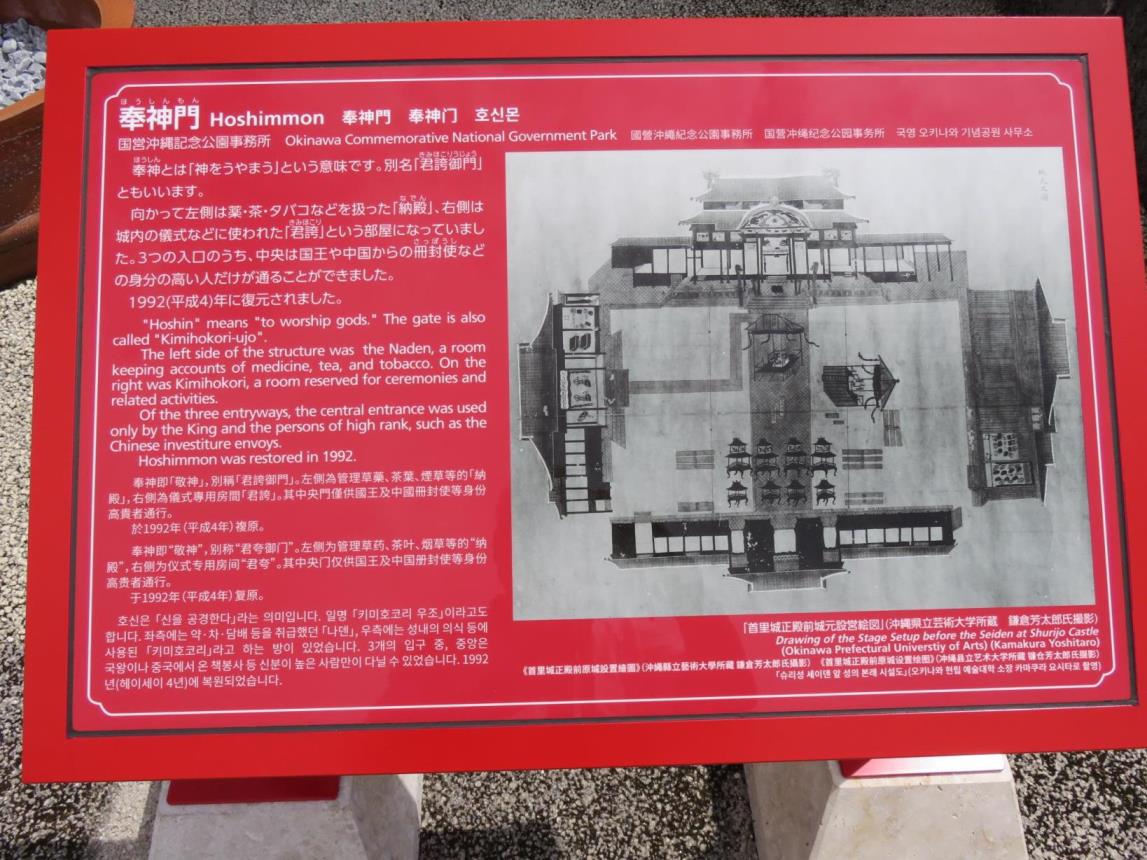 ほうしんもん
奉神門 Hoshimmon 奉神門 奉神门 호신몬
国営沖縄記念公園事務所 Okinawa Commemorative National Government Park 國營沖繩紀念公園事務所 国营冲绳纪念公园事务所 국영 오키나와 기념공원 사무소
ほうしん きみほこりうじょう
奉神とは「神をうやまう」という意味です。別名「君誇御門」
ともいいます。
なでん
向かって左側は薬・茶・タバコなどを扱った「納殿」、右側は
きみほこり
城内の儀式などに使われた「君誇」という部屋になっていまし
さっぽうし
た。3つの入口のうち、中央は国王や中国からの冊封使など
の身分の高い人だけが通ることができました。
1992(平成4)年に復元されました。
"Hoshin" means "to worship gods." The gate is also
called "Kimihokori-ujo".
The left side of the structure was the Naden, a room
keeping accounts of medicine, tea, and tobacco. On the
right was Kimihokori, a room reserved for ceremonies and
related activities.
Of the three entryways, the central entrance was used
only by the King and the persons of high rank, such as the
Chinese investiture envoys.
Hoshimmon was restored in 1992.
奉神即「敬神」，別稱「君誇御門」。左側為管理草藥、茶葉、煙草等的「納
殿」，右側為儀式專用房間「君誇」。其中央門僅供國王及中國冊封使等身份
高貴者通行。
於1992年（平成4年）複原。
奉神即“敬神”，别称“君夸御门”。左侧为管理草药、茶叶、烟草等的“纳
殿”，右侧为仪式专用房间“君夸”。其中央门仅供国王及中国册封使等身份
高贵者通行。
于1992年（平成4年）复原。
호신은「신을 공경한다」라는 의미입니다. 일명「키미호코리 우조」이라고도
합니다. 좌측에는 약·차·담배 등을 취급했던「나덴」, 우측에는 성내의 의식 등에
사용된「키미호코리」라고 하는 방이 있었습니다. 3개의 입구 중, 중앙은
국왕이나 중국에서 온 책봉사 등 신분이 높은 사람만이 다닐 수 있었습니다. 1992
년(헤이세이 4년)에 복원되었습니다.
「首里城正殿前城元設営絵図」（沖縄県立芸術大学所蔵 鎌倉芳太郎氏撮影）
Drawing of the Stage Setup before the Seiden at Shurijo Castle
(Okinawa Prefectural Universtiy of Arts) (Kamakura Yoshitaro)
《首里城正殿前原城設置繪圖》（沖繩縣立藝術大學所藏 鎌倉芳太郎氏攝影） 《首里城正殿前原城设置绘图》（冲绳县立艺术大学所藏 鎌仓芳太郎氏摄影）
「슈리성 세이덴 앞 성의 본래 시설도」(오키나와 현립 예술대학 소장 카마쿠라 요시타로 촬영)